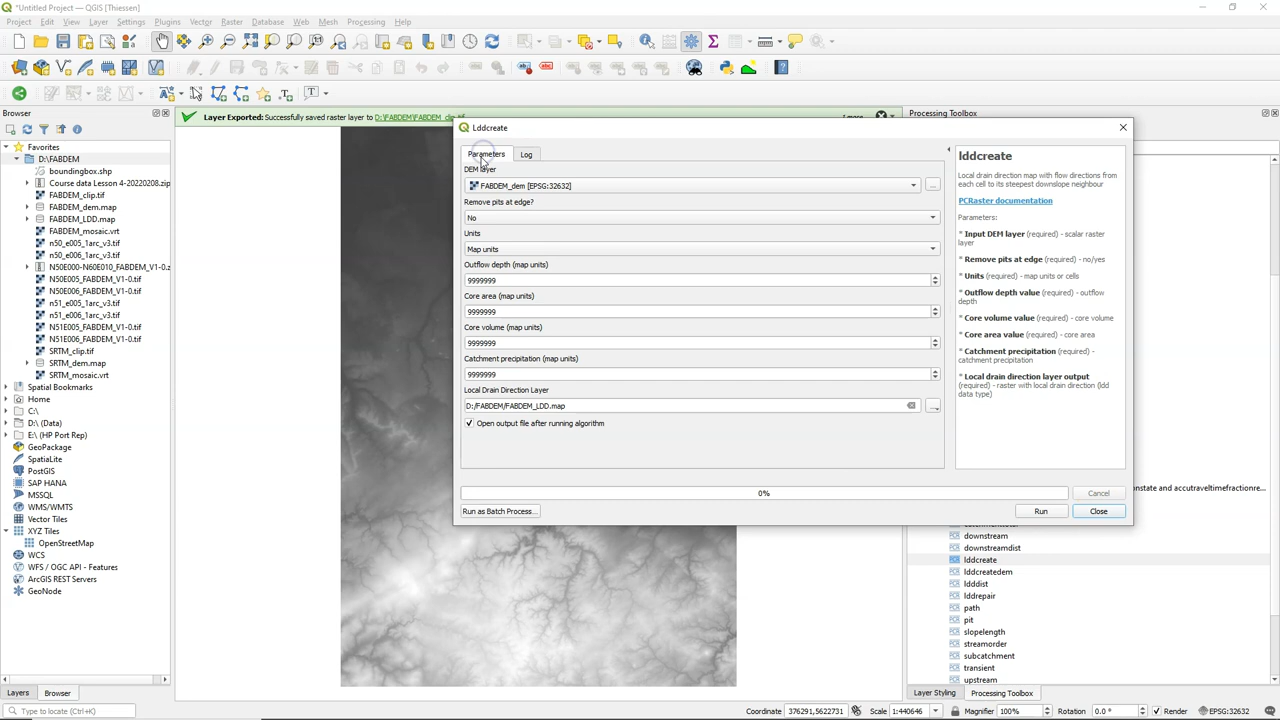 *Untitled Project — QGIS [Thiessen]
Project Edit View Layer Settings Plugins Vector Raster Database Web Mesh Processing Help
Browser
Favorites
D:\FABDEM
boundingbox.shp
Course data Lesson 4-20220208.zip
FABDEM_clip.tif
FABDEM_dem.map
FABDEM_LDD.map
FABDEM_mosaic.vrt
n50_e005_1arc_v3.tif
n50_e006_1arc_v3.tif
N50E000-N60E010_FABDEM_V1-0.z
N50E005_FABDEM_V1-0.tif
N50E006_FABDEM_V1-0.tif
n51_e005_1arc_v3.tif
n51_e006_1arc_v3.tif
N51E005_FABDEM_V1-0.tif
N51E006_FABDEM_V1-0.tif
SRTM_clip.tif
SRTM_dem.map
SRTM_mosaic.vrt
Spatial Bookmarks
Home
C:\
D:\ (Data)
E:\ (HP Port Rep)
GeoPackage
SpatiaLite
PostGIS
SAP HANA
MSSQL
WMS/WMTS
Vector Tiles
XYZ Tiles
OpenStreetMap
WCS
WFS / OGC API - Features
ArcGIS REST Servers
GeoNode
Layers Browser
Type to locate (Ctrl+K)
Layer Exported: Successfully saved raster layer to D:\FABDEM\FABDEM_clip.tif
Lddcreate
Parameters Log
DEM layer
FABDEM_dem [EPSG:32632]
Remove pits at edge?
No
Units
Map units
Outflow depth (map units)
9999999
Core area (map units)
9999999
Core volume (map units)
9999999
Catchment precipitation (map units)
9999999
Local Drain Direction Layer
D:/FABDEM/FABDEM_LDD.map
Open output file after running algorithm
0%
Cancel
Run as Batch Process...
Run
Close
lddcreate
Local drain direction map with flow directions from
each cell to its steepest downslope neighbour
PCRaster documentation
Parameters:
* Input DEM layer (required) - scalar raster
layer
* Remove pits at edge (required) - no/yes
* Units (required) - map units or cells
* Outflow depth value (required) - outflow
depth
* Core volume value (required) - core volume
* Core area value (required) - core area
* Catchment precipitation (required) -
catchment precipitation
* Local drain direction layer output
(required) - raster with local drain direction (ldd
data type)
Processing Toolbox
nstate and accutraveltimefractionre...
downstream
downstreamdist
lddcreate
lddcreatedem
ldddist
lddrepair
path
pit
slopelength
streamorder
subcatchment
transient
upstream
Layer Styling Processing Toolbox
Coordinate 376291,5622731 Scale 1:440646 Magnifier 100% Rotation 0.0 ° Render EPSG:32632